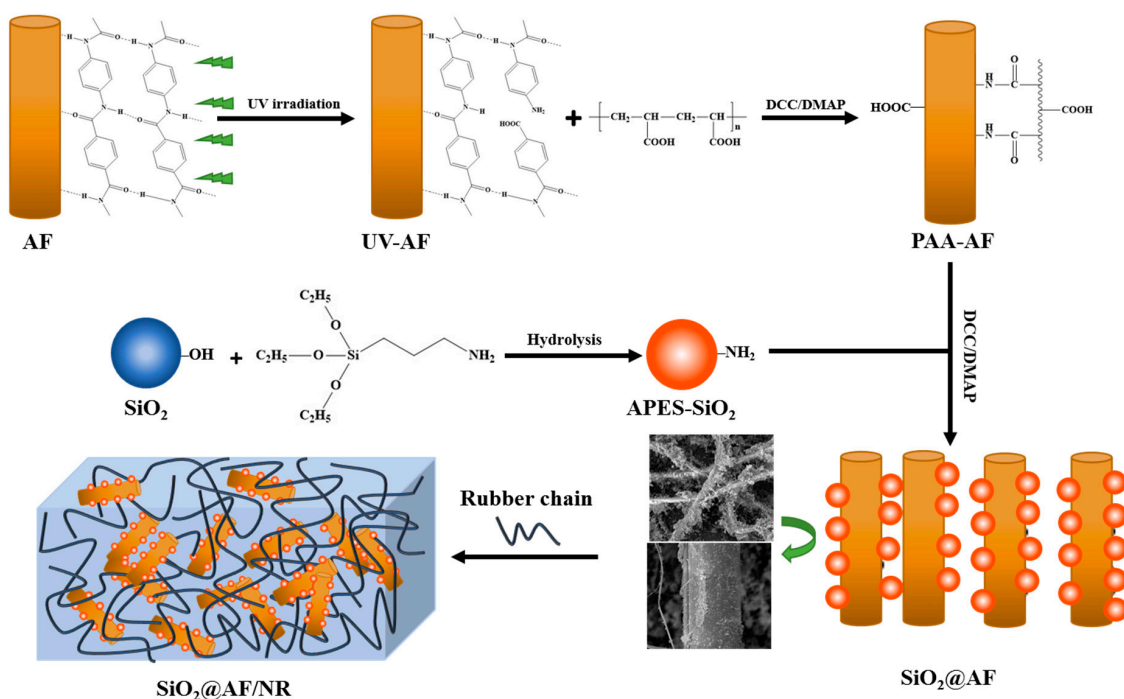 N
H
C
O
H
N
C
O
N
H
O
N
H
O
C
O
N
H
C
O
H
N
UV irradiation
AF
H
N
C
O
H
N
C
O
N
H
NH₂
O
HOOC
H
N
C
O
H
N
C
O
UV-AF
+
CH₂
CH
CH₂
CH
n
COOH
COOH
DCC/DMAP
HOOC
H
N
C
O
COOH
N
H
C
O
PAA-AF
SiO₂
OH
+
C₂H₅
O
C₂H₅
O
Si
NH₂
O
C₂H₅
Hydrolysis
NH₂
APES-SiO₂
DCC/DMAP
Rubber chain
SiO₂@AF/NR
SiO₂@AF